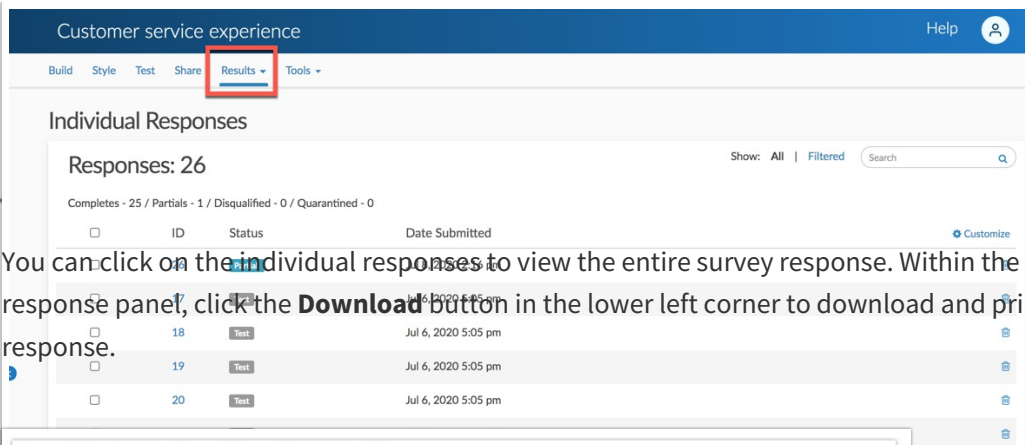 Customer service experience Help
Build Style Test Share Results Tools
Individual Responses
Responses: 26 Show: All | Filtered Search
Completes - 25 / Partials - 1 / Disqualified - 0 / Quarantined - 0
ID Status Date Submitted Customize
You can click on the individual responses to view the entire survey response. Within the
response panel, click the Download button in the lower left corner to download and pri
18 Test Jul 6, 2020 5:05 pm
response.
19 Test Jul 6, 2020 5:05 pm
20 Test Jul 6, 2020 5:05 pm